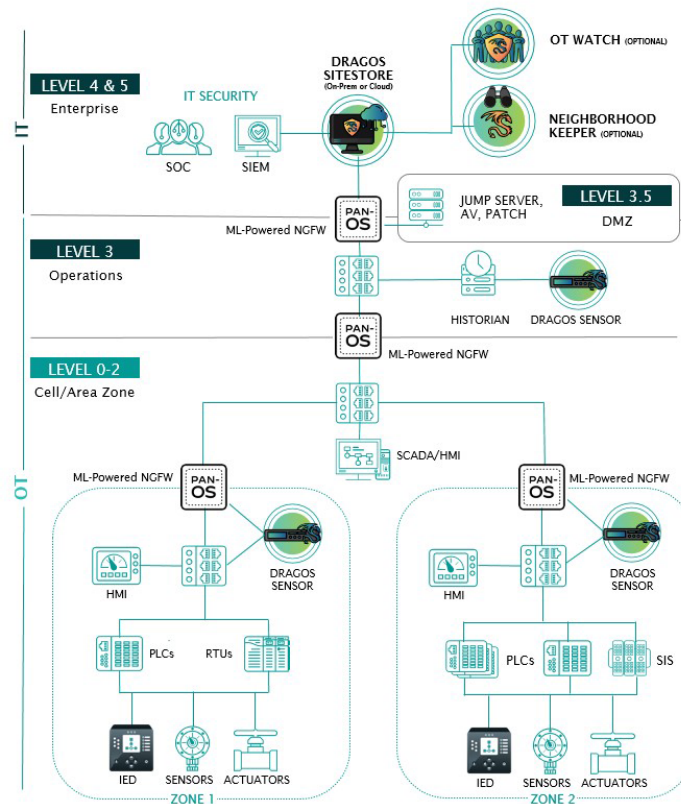 LEVEL 4 & 5
Enterprise
IT
IT SECURITY
SOC
SIEM
DRAGOS
SITESTORE
(On-Prem or Cloud)
OT WATCH (OPTIONAL)
NEIGHBORHOOD
KEEPER (OPTIONAL)
ML-Powered NGFW
PAN-
OS
JUMP SERVER,
AV, PATCH
LEVEL 3.5
DMZ
LEVEL 3
Operations
HISTORIAN
DRAGOS SENSOR
PAN-
OS
ML-Powered NGFW
LEVEL 0-2
Cell/Area Zone
OT
SCADA/HMI
ML-Powered NGFW
PAN-
OS
HMI
DRAGOS
SENSOR
PLCs
RTUs
IED
SENSORS
ACTUATORS
ZONE 1
PAN-
OS
ML-Powered NGFW
HMI
DRAGOS
SENSOR
PLCs
SIS
IED
SENSORS
ACTUATORS
ZONE 2